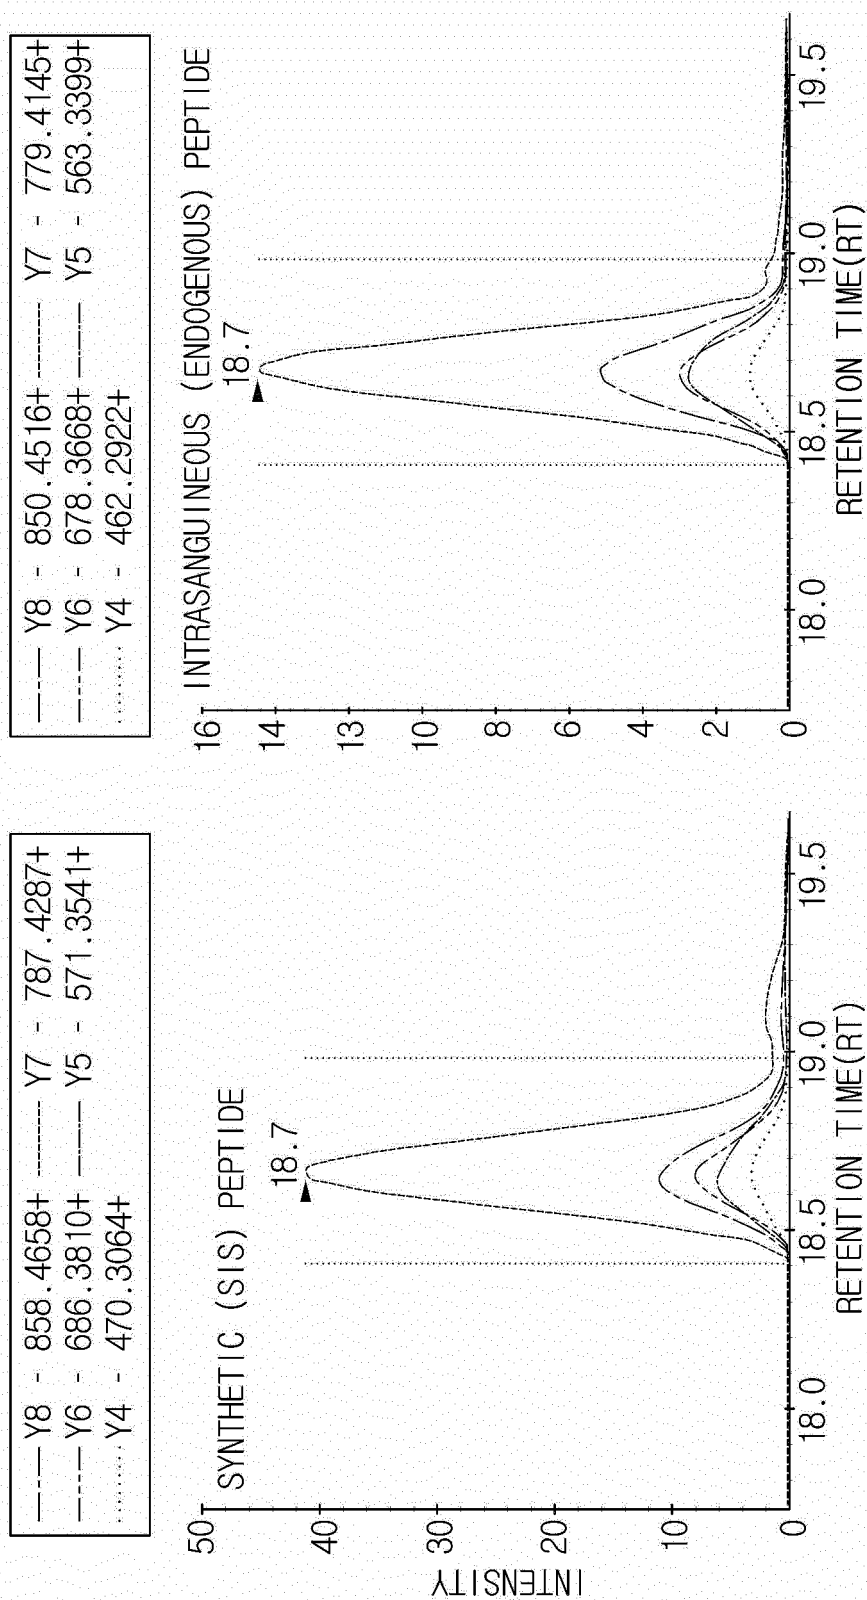 Y8 - 858.4658+ Y7 - 787.4287+
Y6 - 686.3810+ Y5 - 571.3541+
Y4 - 470.3064+
SYNTHETIC (SIS) PEPTIDE
18.7
INTENSITY
50
40
30
20
10
0
18.0 18.5 19.0 19.5
RETENTION TIME(RT)
Y8 - 850.4516+ Y7 - 779.4145+
Y6 - 678.3668+ Y5 - 563.3399+
Y4 - 462.2922+
INTRASANGUINEOUS (ENDOGENOUS) PEPTIDE
18.7
16
14
13
10
8
6
4
2
0
18.0 18.5 19.0 19.5
RETENTION TIME(RT)